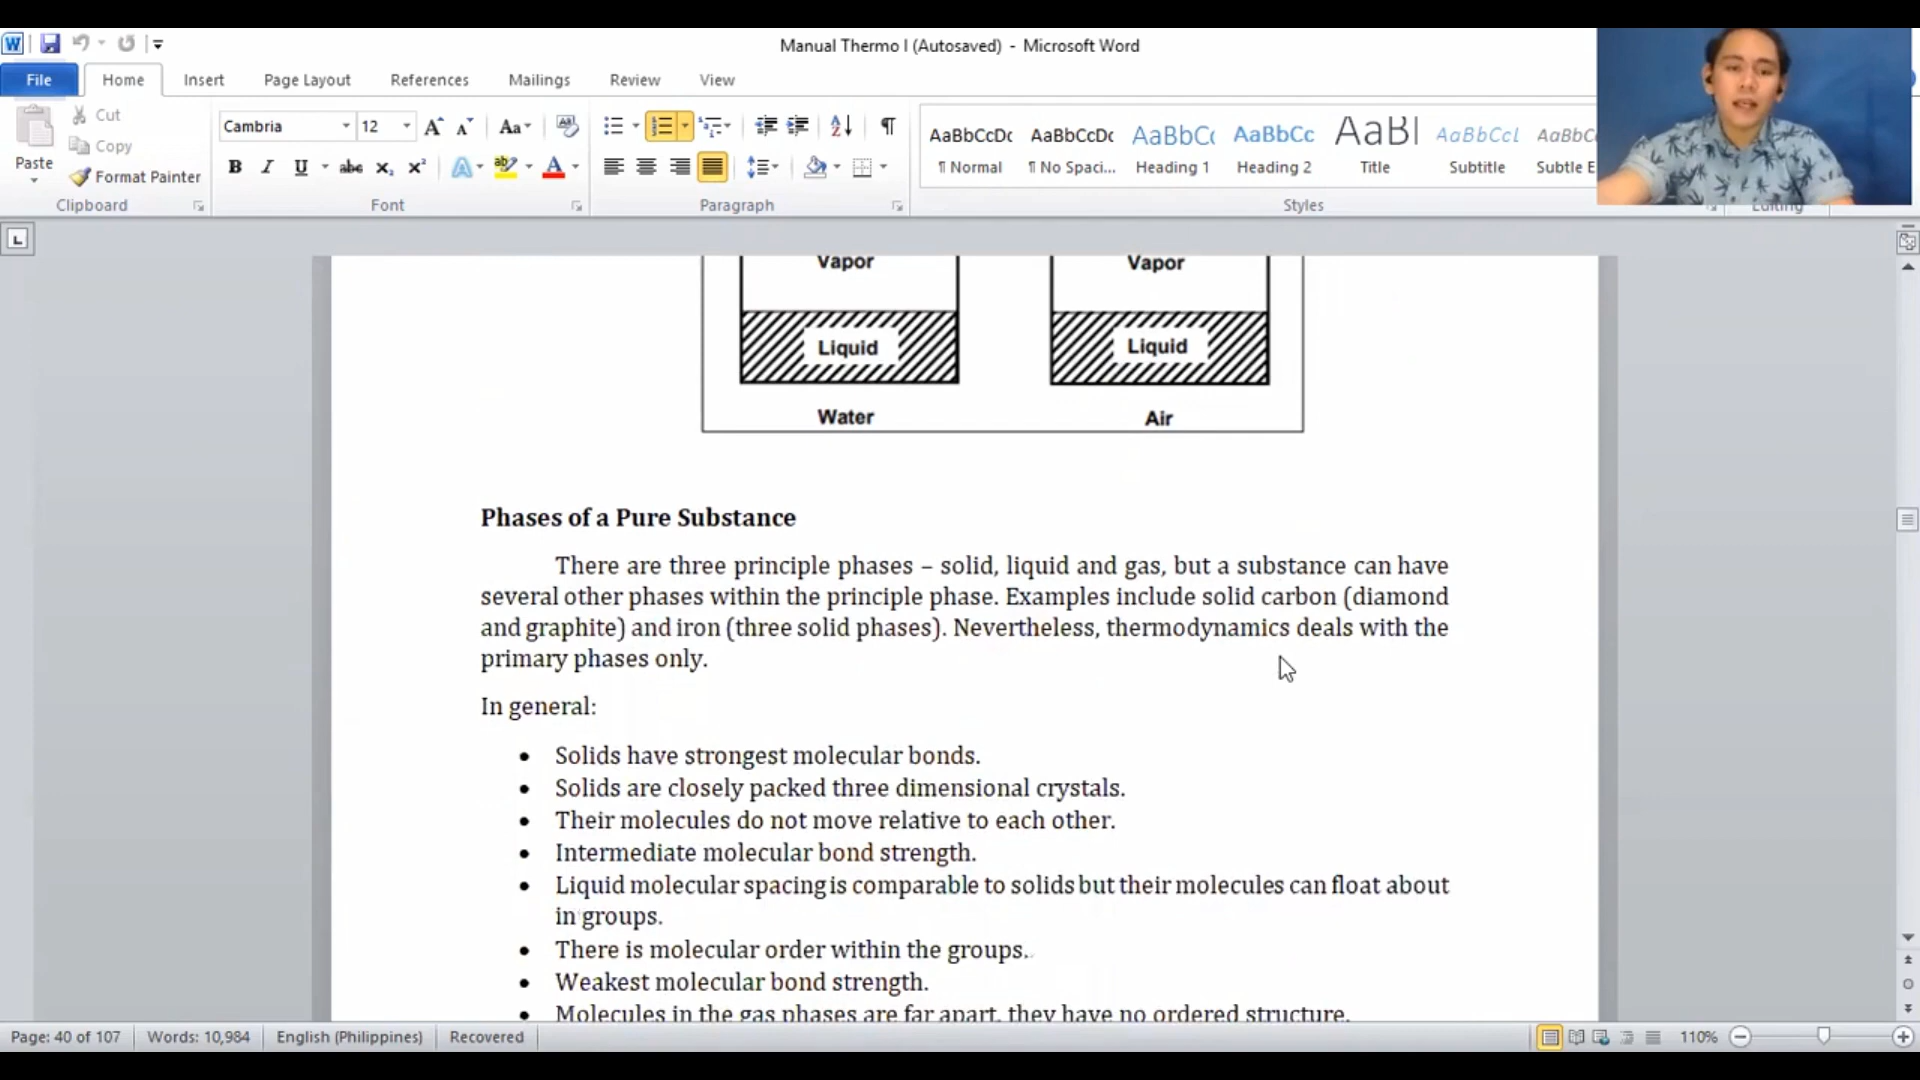 Manual Thermo I (Autosaved) - Microsoft Word
File Home Insert Page Layout References Mailings Review View
Paste
Cut
Copy
Format Painter
Clipboard
Cambria 12
Font
Paragraph
AaBbCcDc AaBbCcDc AaBbC AaBbCc AaBl AaBbCcL AaBbC
¶ Normal ¶ No Spaci... Heading 1 Heading 2 Title Subtitle Subtle E
Styles
Editing
Vapor Vapor
Liquid Liquid
Water Air
Phases of a Pure Substance
There are three principle phases – solid, liquid and gas, but a substance can have
several other phases within the principle phase. Examples include solid carbon (diamond
and graphite) and iron (three solid phases). Nevertheless, thermodynamics deals with the
primary phases only.
In general:
• Solids have strongest molecular bonds.
• Solids are closely packed three dimensional crystals.
• Their molecules do not move relative to each other.
• Intermediate molecular bond strength.
• Liquid molecular spacing is comparable to solids but their molecules can float about
in groups.
• There is molecular order within the groups.
• Weakest molecular bond strength.
• Molecules in the gas phases are far apart, they have no ordered structure.
Page: 40 of 107 Words: 10,984 English (Philippines) Recovered 110%